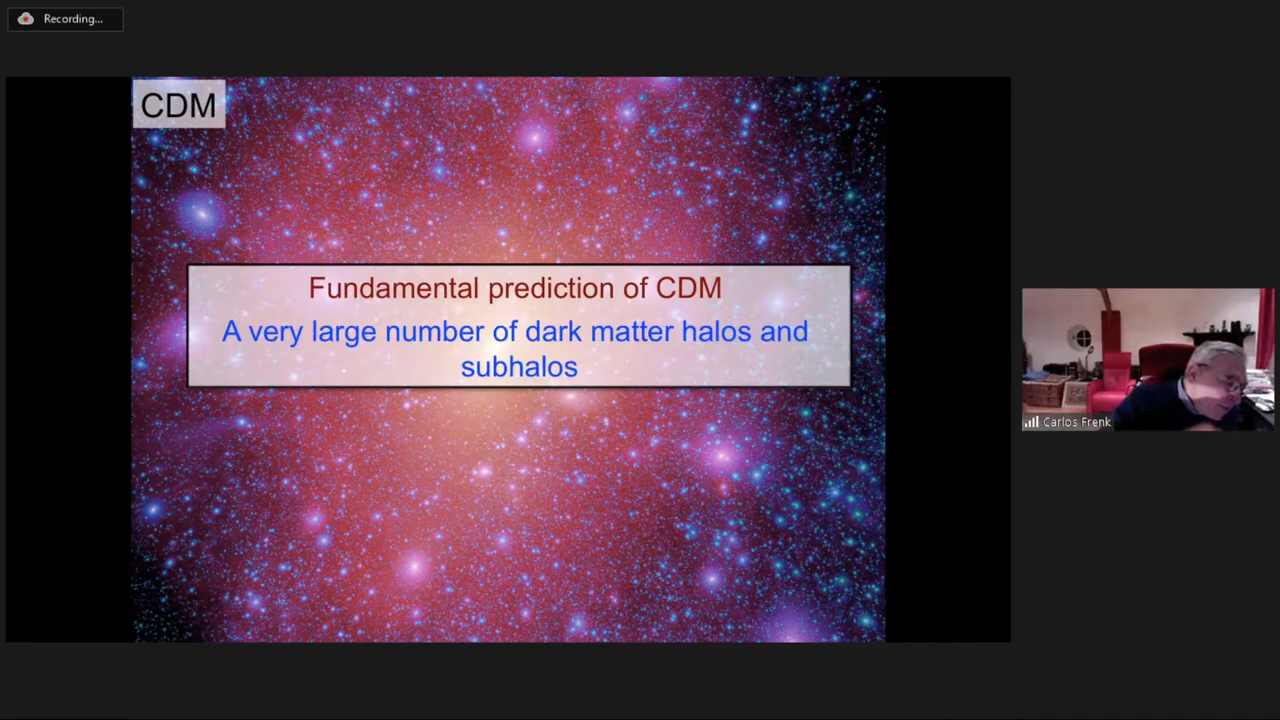 Recording...
CDM
Fundamental prediction of CDM
A very large number of dark matter halos and
subhalos
Carlos Frenk